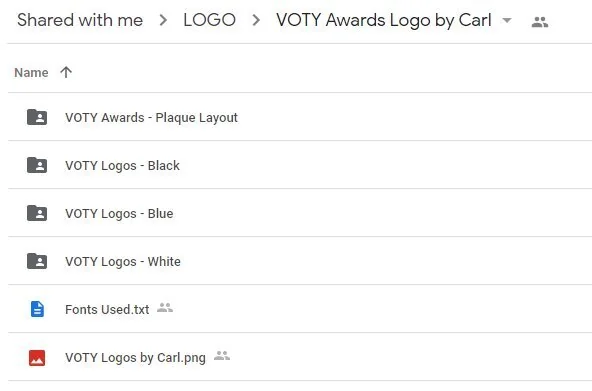 Shared with me > LOGO > VOTY Awards Logo by Carl
Name
VOTY Awards - Plaque Layout
VOTY Logos - Black
VOTY Logos - Blue
VOTY Logos - White
Fonts Used.txt
VOTY Logos by Carl.png